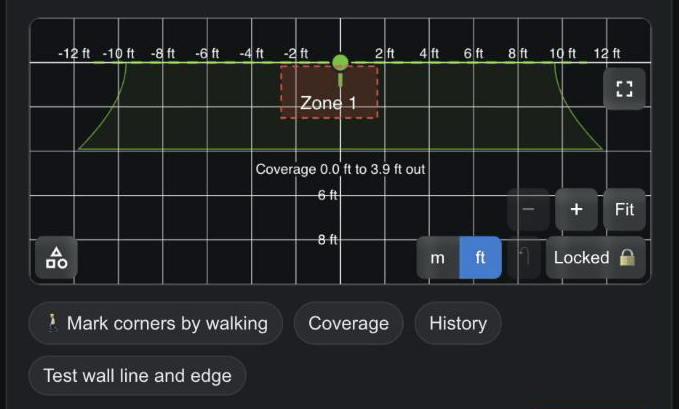 -12 ft -10 ft -8 ft -6 ft -4 ft -2 ft 2 ft 4 ft 6 ft 8 ft 10 ft 12 ft
Zone 1
Coverage 0.0 ft to 3.9 ft out
6 ft
− + Fit
8 ft
m ft Locked
Mark corners by walking Coverage History
Test wall line and edge